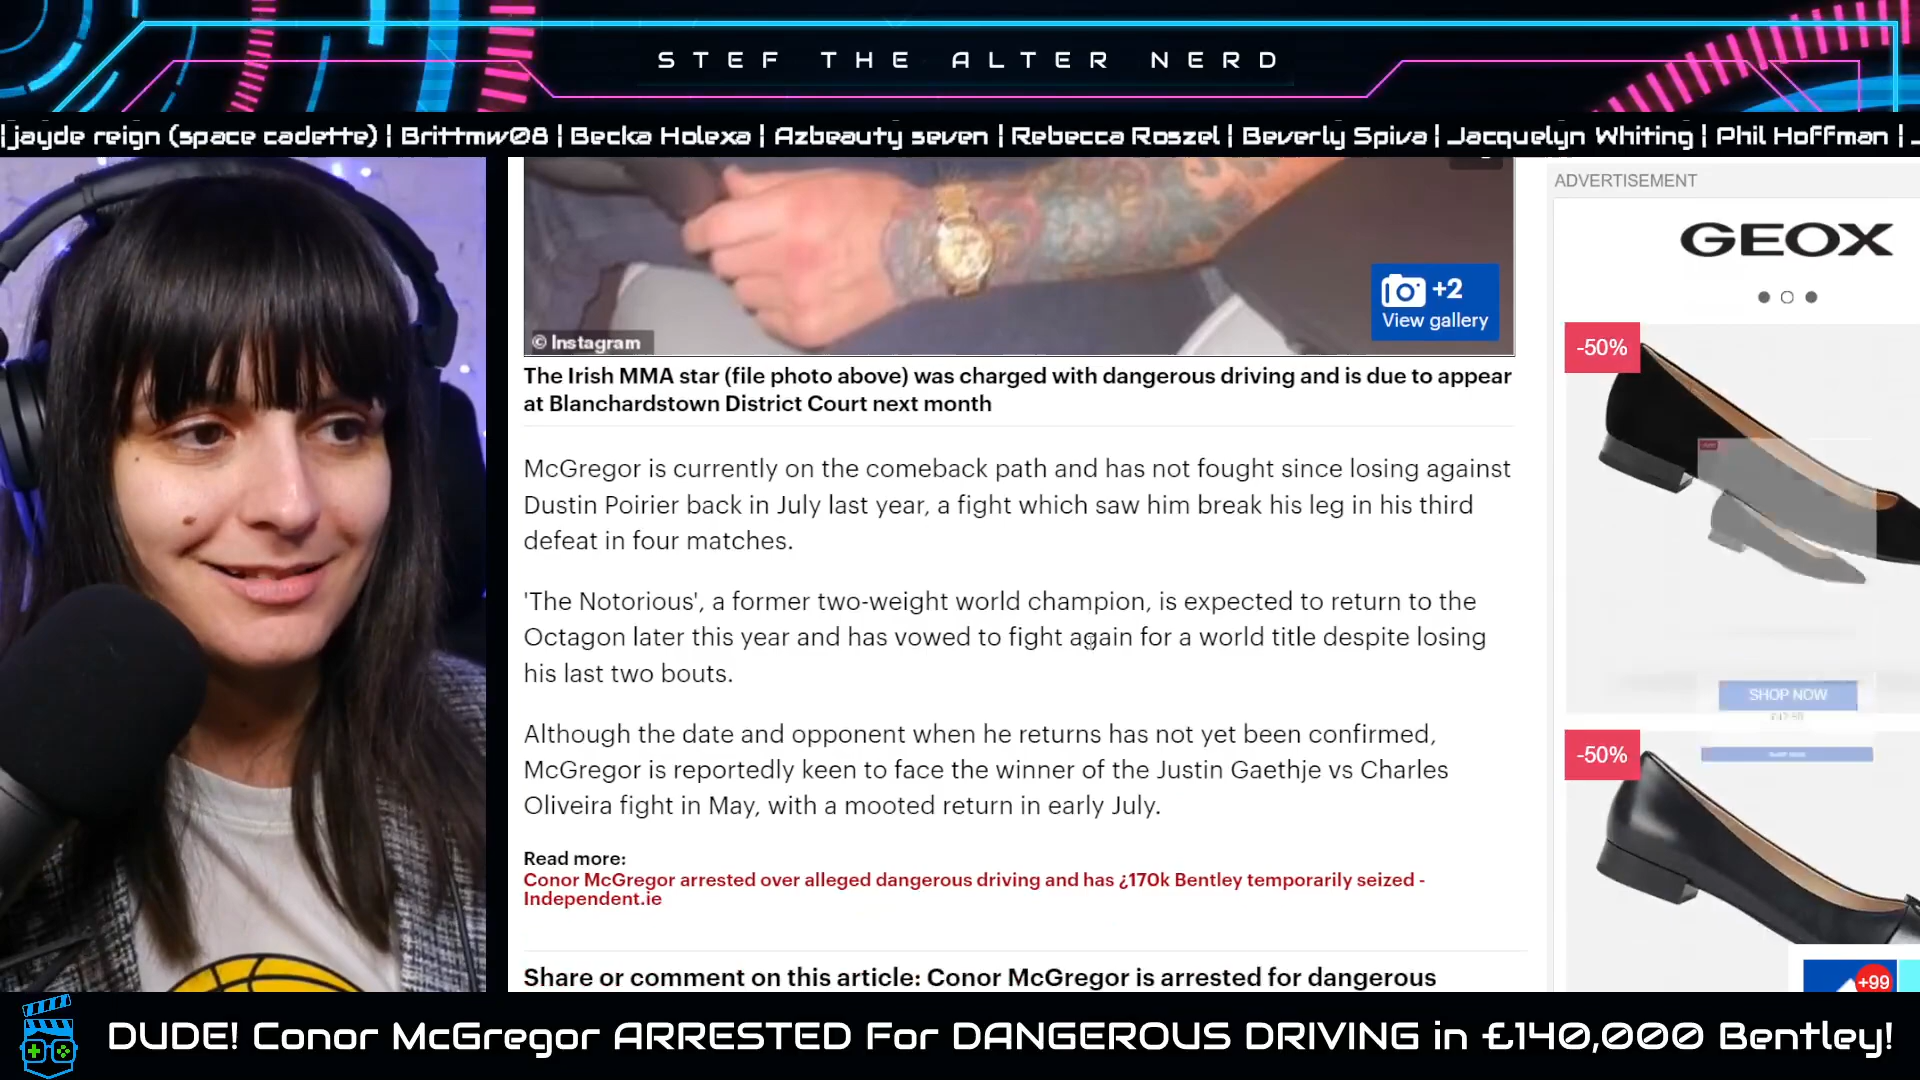 STEF THE ALTER NERD
| jayde reign (space cadette) | Brittmw08 | Becka Holexa | Azbeauty seven | Rebecca Roszel | Beverly Spiva | Jacquelyn Whiting | Phil Hoffman |
ADVERTISEMENT
GEOX
+2
View gallery
© Instagram
-50%
The Irish MMA star (file photo above) was charged with dangerous driving and is due to appear
at Blanchardstown District Court next month
McGregor is currently on the comeback path and has not fought since losing against
Dustin Poirier back in July last year, a fight which saw him break his leg in his third
defeat in four matches.
'The Notorious', a former two-weight world champion, is expected to return to the
Octagon later this year and has vowed to fight again for a world title despite losing
his last two bouts.
SHOP NOW
Although the date and opponent when he returns has not yet been confirmed,
McGregor is reportedly keen to face the winner of the Justin Gaethje vs Charles
Oliveira fight in May, with a mooted return in early July.
-50%
Read more:
Conor McGregor arrested over alleged dangerous driving and has ¿170k Bentley temporarily seized -
Independent.ie
Share or comment on this article: Conor McGregor is arrested for dangerous
+99
DUDE! Conor McGregor ARRESTED For DANGEROUS DRIVING in £140,000 Bentley!